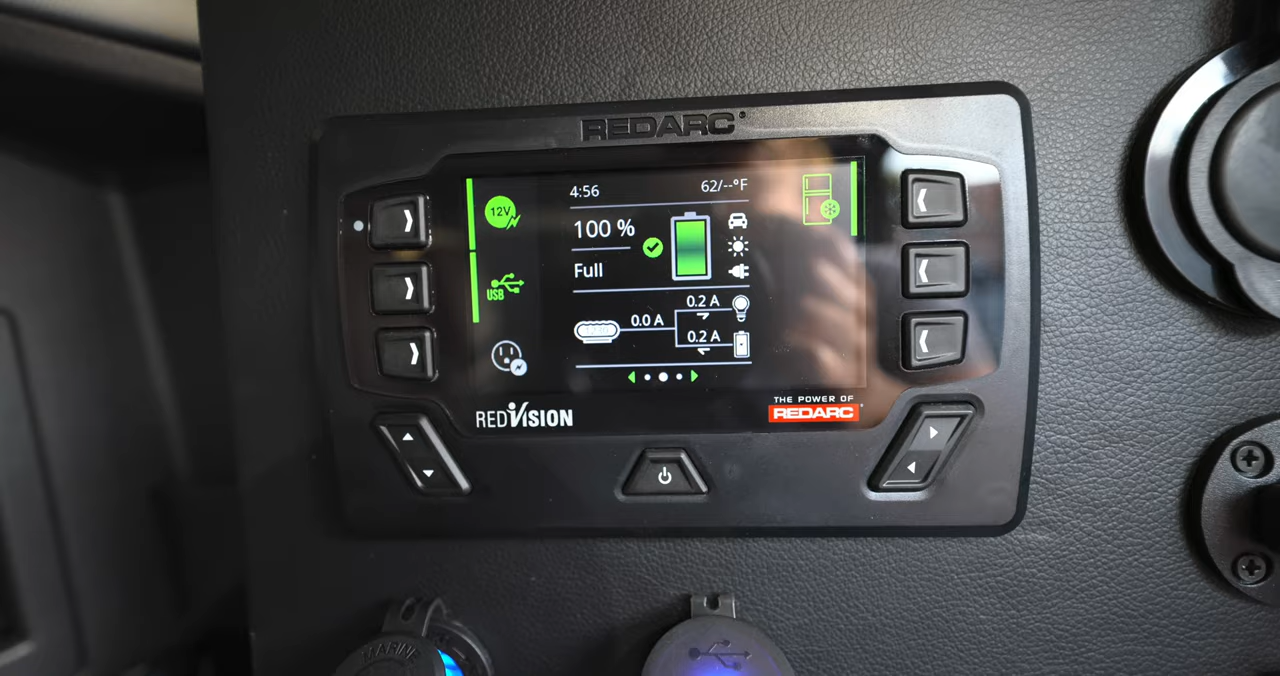 REDARC
4:56
62/--°F
12V
100 %
Full
USB
0.2 A
0.0 A
0.2 A
REDVISION
THE POWER OF
REDARC
MARINE